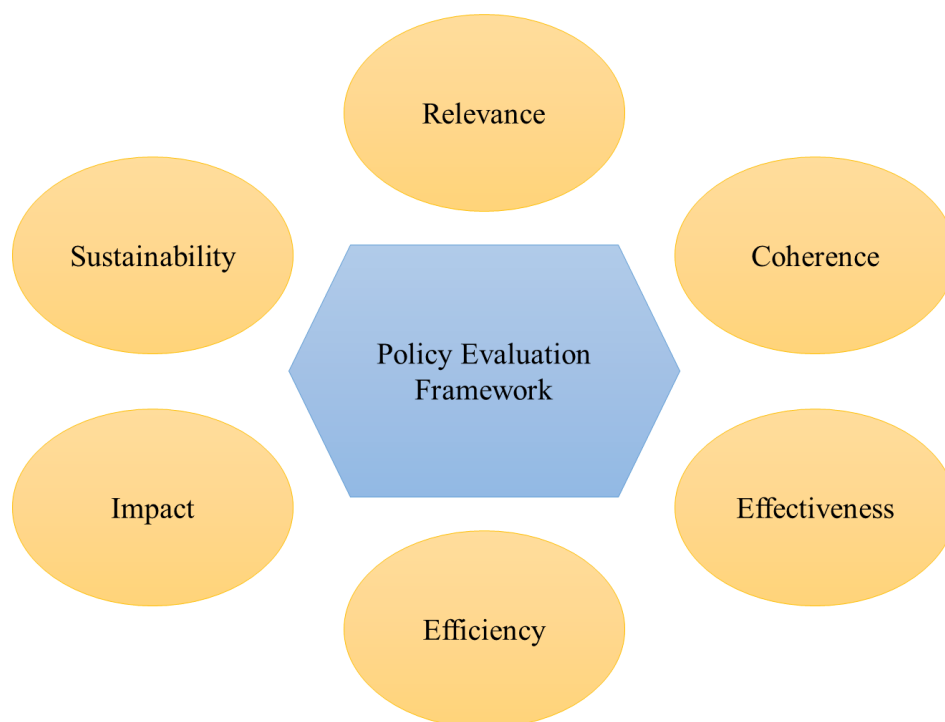 Relevance
Sustainability
Coherence
Policy Evaluation
Framework
Impact
Effectiveness
Efficiency